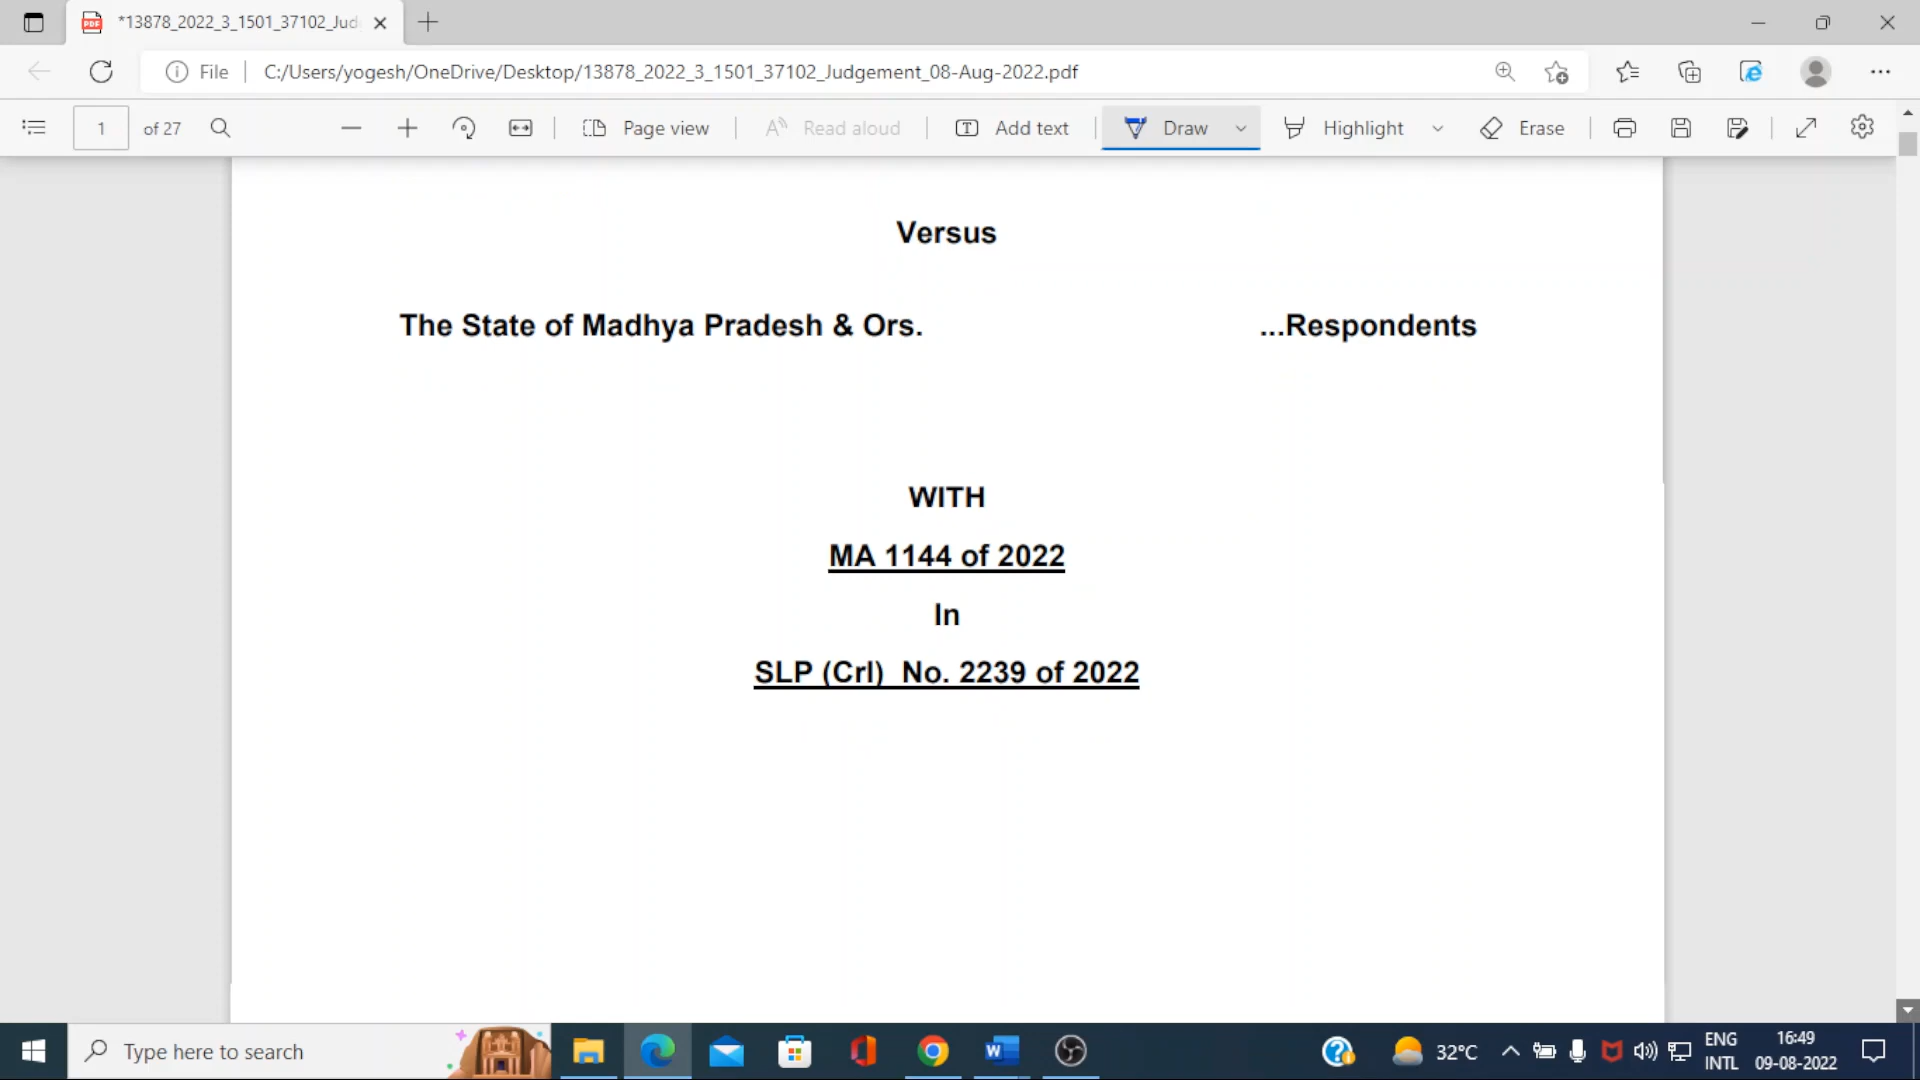 *13878_2022_3_1501_37102_Jud
File
C:/Users/yogesh/OneDrive/Desktop/13878_2022_3_1501_37102_Judgement_08-Aug-2022.pdf
1 of 27
Page view
Read aloud
Add text
Draw
Highlight
Erase
Versus
The State of Madhya Pradesh & Ors. ...Respondents
WITH
MA 1144 of 2022
In
SLP (Crl) No. 2239 of 2022
Type here to search
32°C
ENG
INTL
16:49
09-08-2022